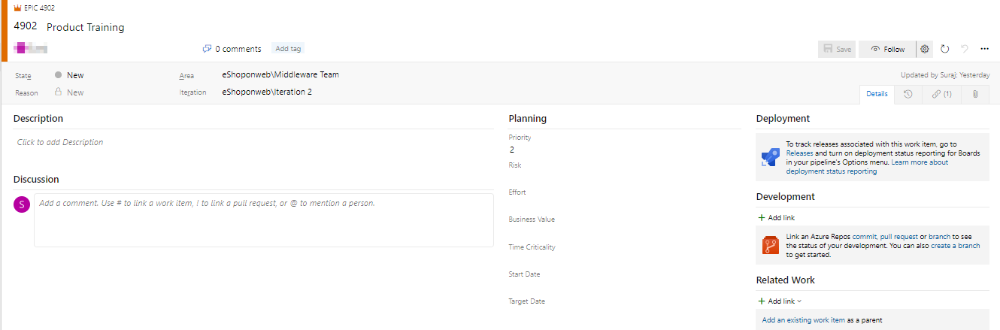 EPIC 4902
4902 Product Training
0 comments Add tag
Save Follow
State New
Area eShoponweb\Middleware Team
Updated by Suraj: Yesterday
Reason New
Iteration eShoponweb\Iteration 2
Details (1)
Description
Click to add Description
Discussion
S
Add a comment. Use # to link a work item, ! to link a pull request, or @ to mention a person.
Planning
Priority
2
Risk
Effort
Business Value
Time Criticality
Start Date
Target Date
Deployment
To track releases associated with this work item, go to
Releases and turn on deployment status reporting for Boards
in your pipeline's Options menu. Learn more about
deployment status reporting
Development
Add link
Link an Azure Repos commit, pull request or branch to see
the status of your development. You can also create a branch
to get started.
Related Work
Add link
Add an existing work item as a parent